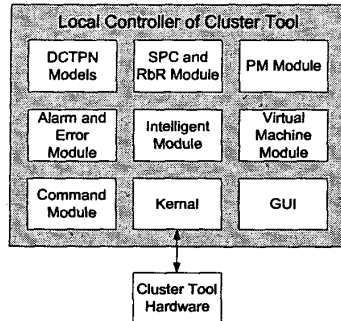 Local Controller of Cluster Tool
DCTPN
Models
SPC and
RbR Module
PM Module
Alarm and
Error
Module
Intelligent
Module
Virtual
Machine
Module
Command
Module
Kernal
GUI
Cluster Tool
Hardware